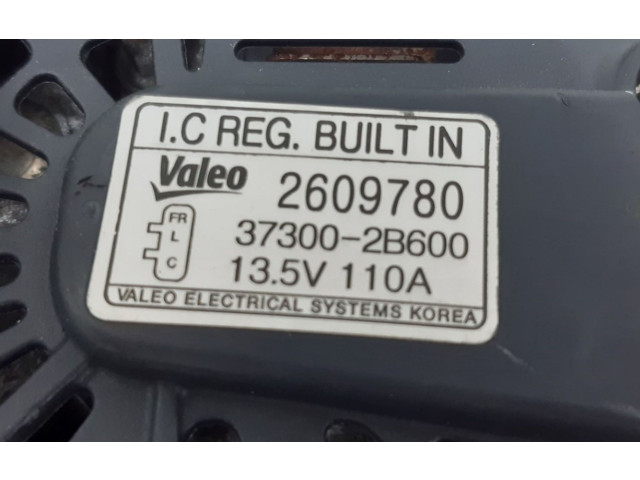 I.C REG. BUILT IN
Valeo 2609780
FR
37300-2B600
L
C
13.5V 110A
VALEO ELECTRICAL SYSTEMS KOREA